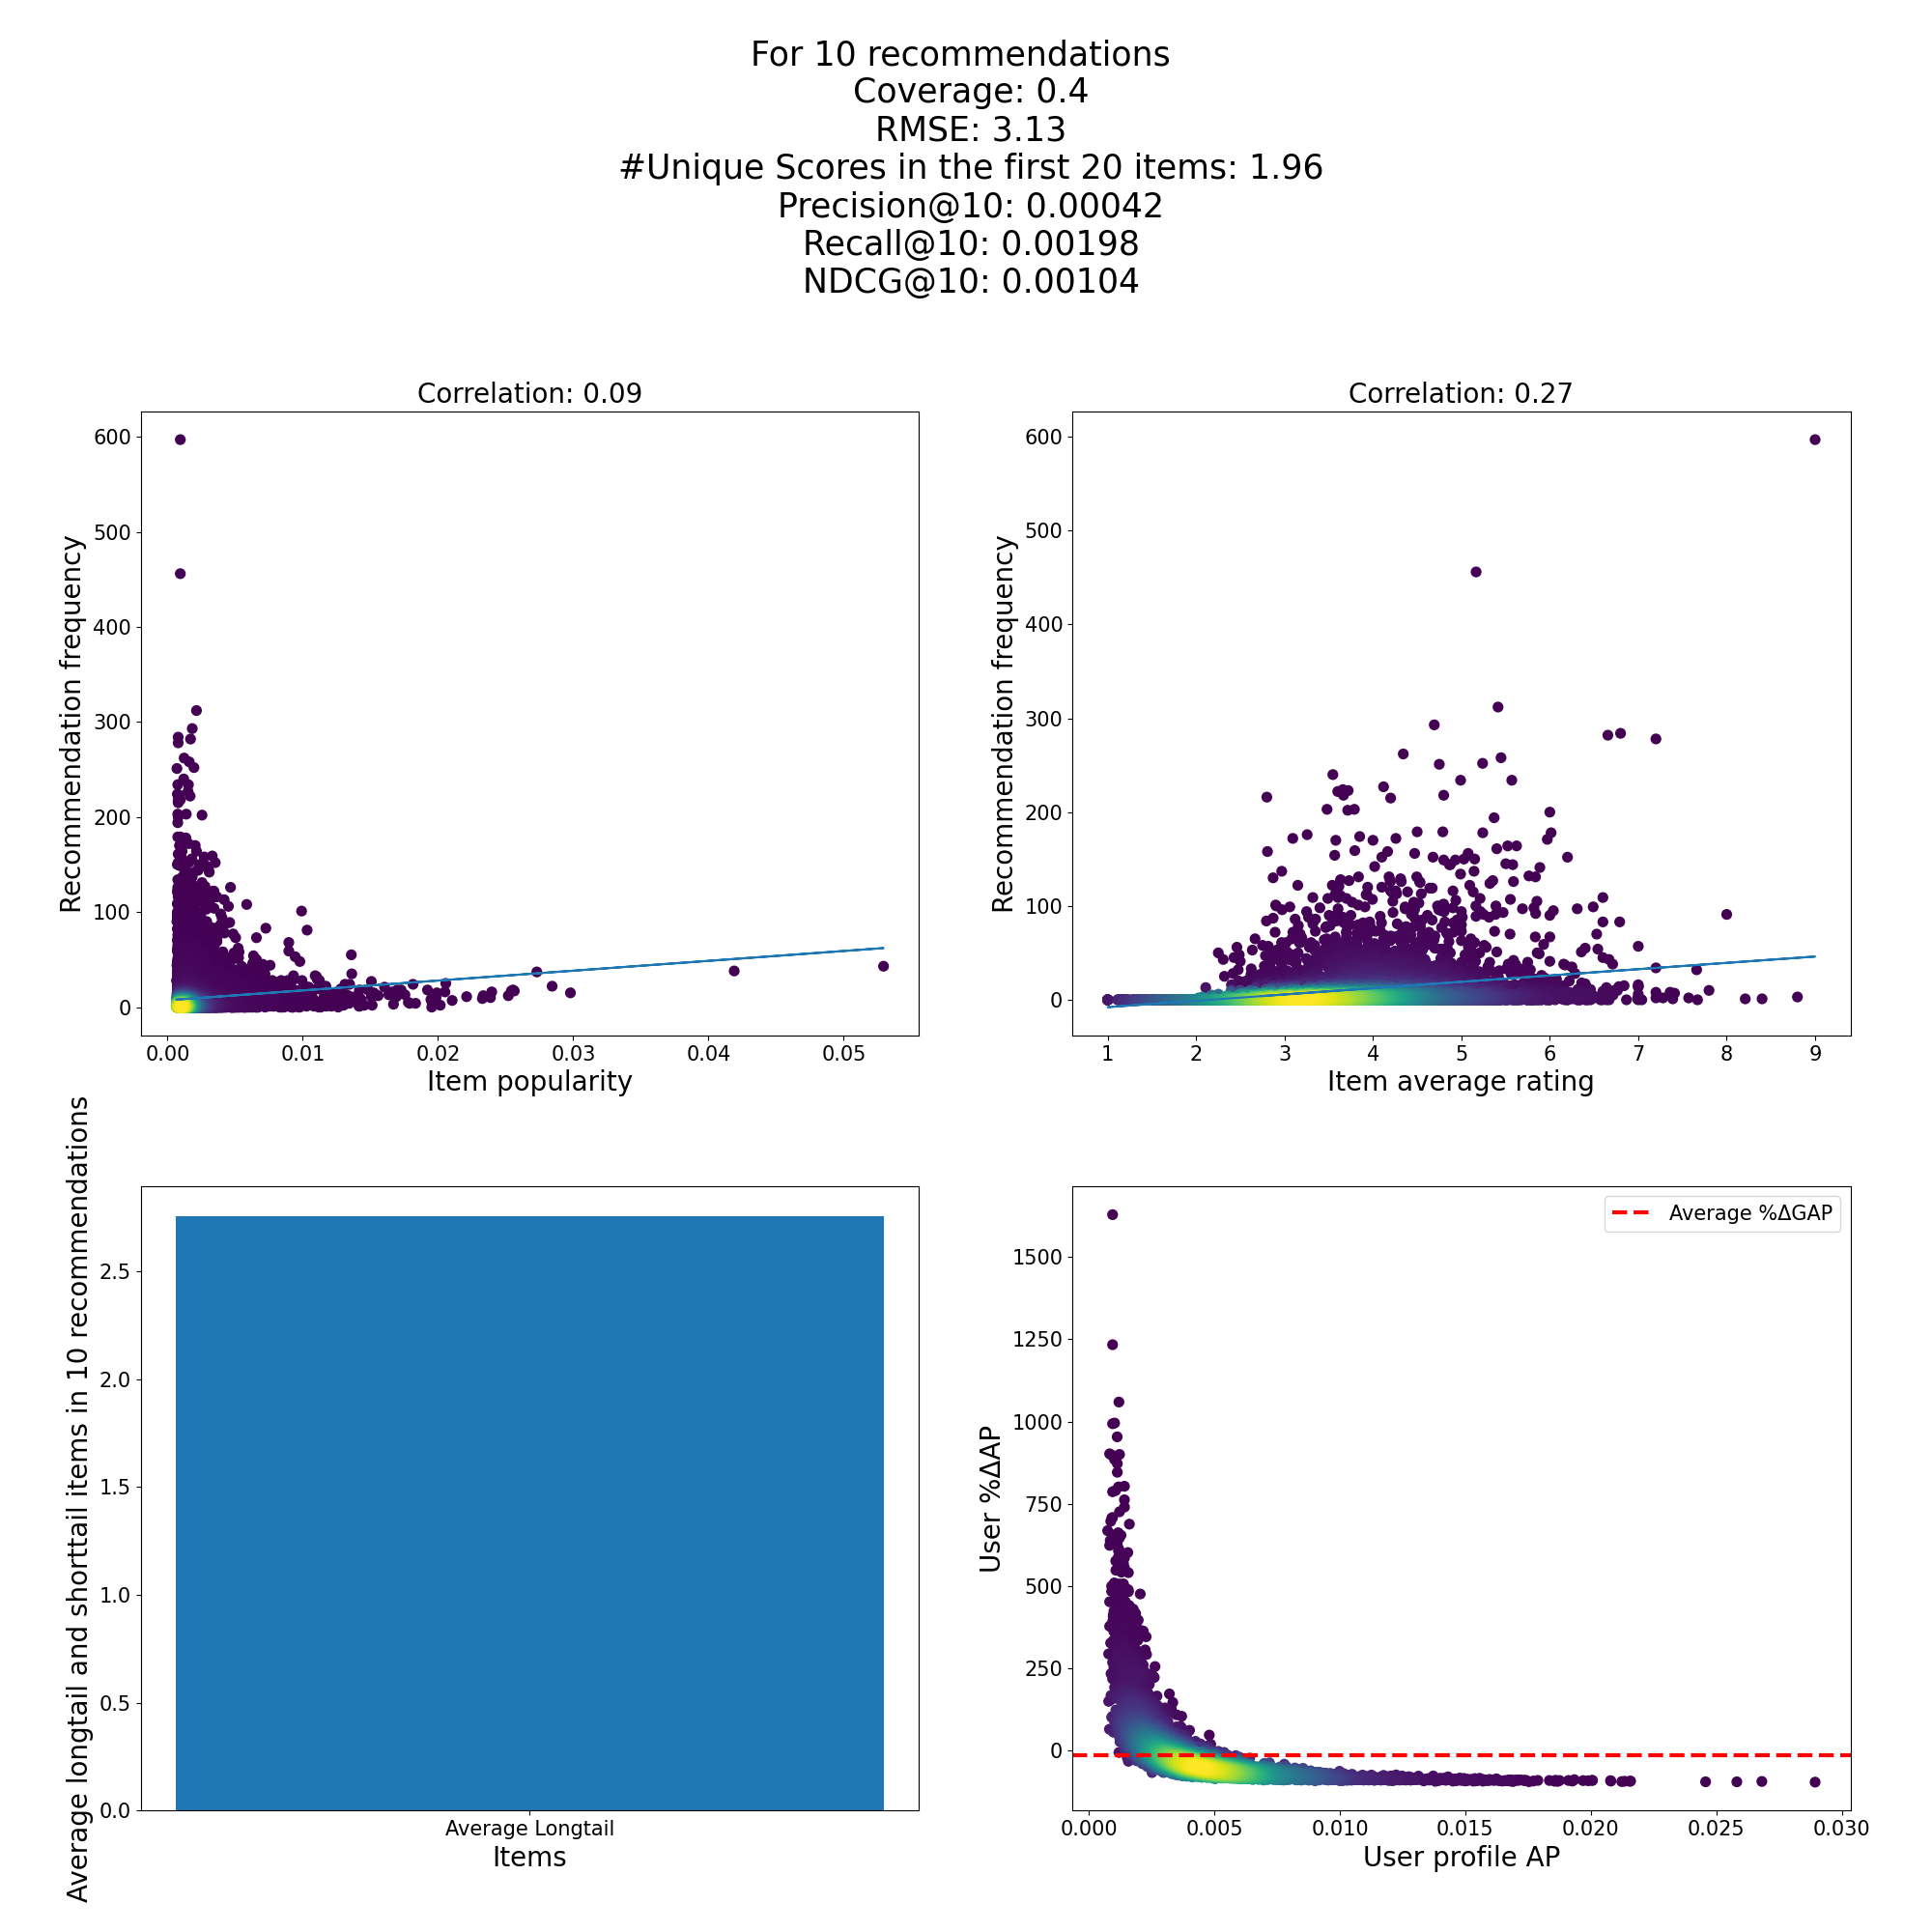 For 10 recommendations
Coverage: 0.4
RMSE: 3.13
#Unique Scores in the first 20 items: 1.96
Precision@10: 0.00042
Recall@10: 0.00198
NDCG@10: 0.00104
Correlation: 0.09
600
500
400
300
200
100
0
Recommendation frequency
0.00 0.01 0.02 0.03 0.04 0.05
Item popularity
Correlation: 0.27
600
500
400
300
200
100
0
Recommendation frequency
1 2 3 4 5 6 7 8 9
Item average rating
2.5
2.0
1.5
1.0
0.5
0.0
Average longtail and shorttail items in 10 recommendations
Average Longtail
Items
Average %ΔGAP
1500
1250
1000
750
500
250
0
User %ΔAP
0.000 0.005 0.010 0.015 0.020 0.025 0.030
User profile AP